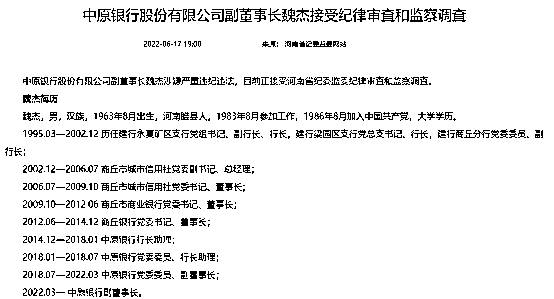 中原银行股份有限公司副董事长魏杰接受纪律审查和监察调查
2022-06-17 19:00 来源：河南省纪委监委网站
中原银行股份有限公司副董事长魏杰涉嫌严重违纪违法，目前正接受河南省纪委监委纪律审查和监察调查。
魏杰简历
魏杰，男，汉族，1963年8月出生，河南睢县人，1983年8月参加工作，1986年8月加入中国共产党，大学学历。
1995.03—2002.12 历任建行永夏矿区支行党组书记、副行长、行长，建行梁园区支行党总支书记、行长，建行商丘分行党委委员、副
行长；
2002.12—2006.07 商丘市城市信用社党委副书记、总经理；
2006.07—2009.10 商丘市城市信用社党委书记、董事长；
2009.10—2012.06 商丘市商业银行党委书记、董事长；
2012.06—2014.12 商丘银行党委书记、董事长；
2014.12—2018.01 中原银行行长助理；
2018.01—2018.07 中原银行党委委员、行长助理；
2018.07—2022.03 中原银行党委委员、副董事长；
2022.03— 中原银行副董事长。